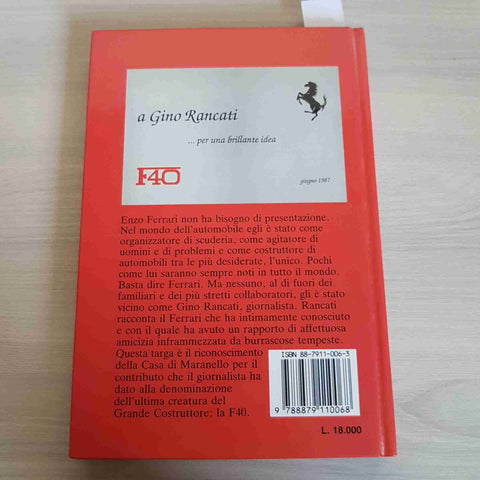 a Gino Rancati
... per una brillante idea
F40
giugno 1987
Enzo Ferrari non ha bisogno di presentazione.
Nel mondo dell'automobile egli è stato come
organizzatore di scuderia, come agitatore di
uomini e di problemi e come costruttore di
automobili tra le più desiderate, l'unico. Pochi
come lui saranno sempre noti in tutto il mondo.
Basta dire Ferrari. Ma nessuno, al di fuori dei
familiari e dei più stretti collaboratori, gli è stato
vicino come Gino Rancati, giornalista. Rancati
racconta il Ferrari che ha intimamente conosciuto
e con il quale ha avuto un rapporto di affettuosa
amicizia inframmezzata da burrascose tempeste.
Questa targa è il riconoscimento
della Casa di Maranello per il
contributo che il giornalista ha
dato alla denominazione
dell'ultima creatura del
Grande Costruttore: la F40.
ISBN 88-7911-006-3
9 788879 110068
L. 18.000